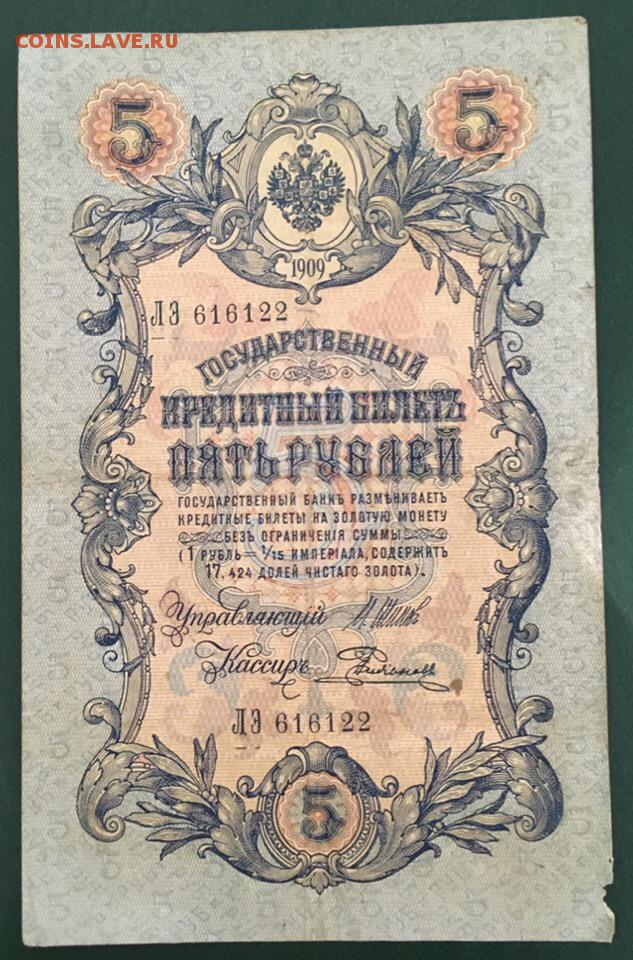 COINS.LAVE.RU
5 5
1909
ЛЭ 616122
ГОСУДАРСТВЕННЫЙ
КРЕДИТНЫЙ БИЛЕТЪ
5
ПЯТЬ РУБЛЕЙ
ГОСУДАРСТВЕННЫЙ БАНКЪ РАЗМѢНИВАЕТЪ
КРЕДИТНЫЕ БИЛЕТЫ НА ЗОЛОТУЮ МОНЕТУ
БЕЗЪ ОГРАНИЧЕНІЯ СУММЫ
(1 РУБЛЬ = 1/15 ИМПЕРІАЛА, СОДЕРЖИТЪ
17,424 ДОЛЕЙ ЧИСТАГО ЗОЛОТА).
Управляющій
Кассиръ
ЛЭ 616122
5